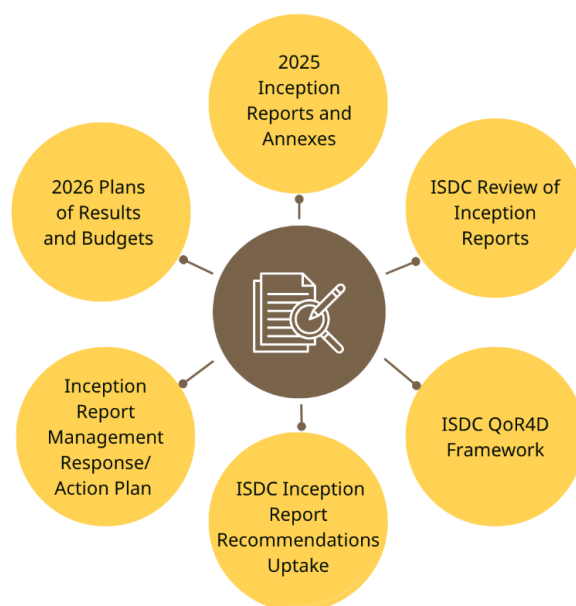 2025
Inception
Reports and
Annexes
ISDC Review of
Inception
Reports
ISDC QoR4D
Framework
ISDC Inception
Report
Recommendations
Uptake
Inception
Report
Management
Response/
Action Plan
2026 Plans
of Results
and Budgets